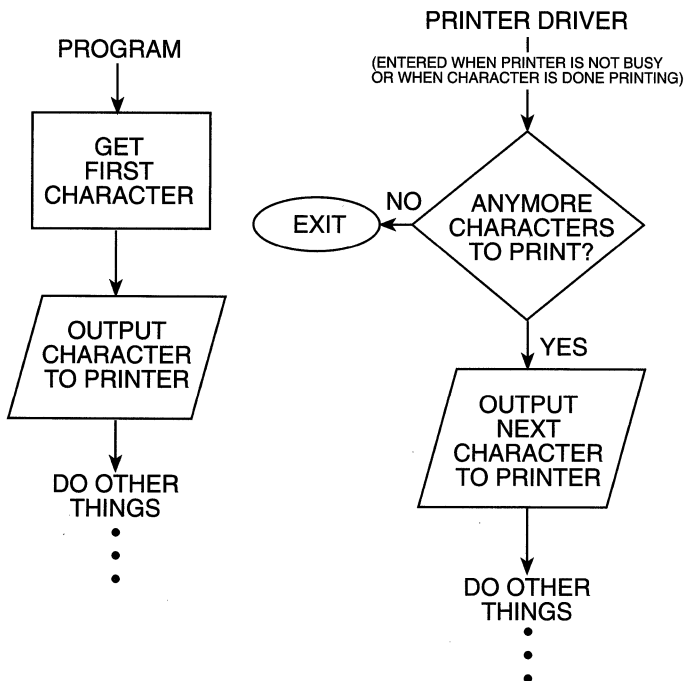 PROGRAM
GET
FIRST
CHARACTER
OUTPUT
CHARACTER
TO PRINTER
DO OTHER
THINGS
PRINTER DRIVER
(ENTERED WHEN PRINTER IS NOT BUSY
OR WHEN CHARACTER IS DONE PRINTING)
ANYMORE
CHARACTERS
TO PRINT?
NO
EXIT
YES
OUTPUT
NEXT
CHARACTER
TO PRINTER
DO OTHER
THINGS